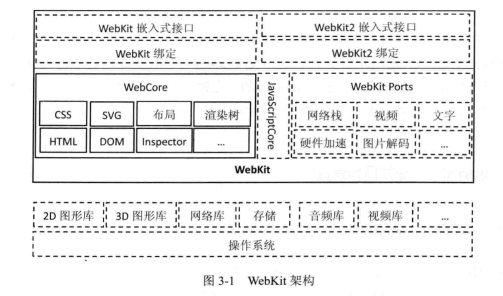 WebKit 嵌入式接口 WebKit2 嵌入式接口
WebKit 绑定 WebKit2 绑定
WebCore JavaScriptCore WebKit Ports
CSS SVG 布局 渲染树 网络栈 视频 文字
HTML DOM Inspector ... 硬件加速 图片解码 ...
WebKit
2D 图形库 3D 图形库 网络库 存储 音频库 视频库 ...
操作系统
图 3-1 WebKit 架构